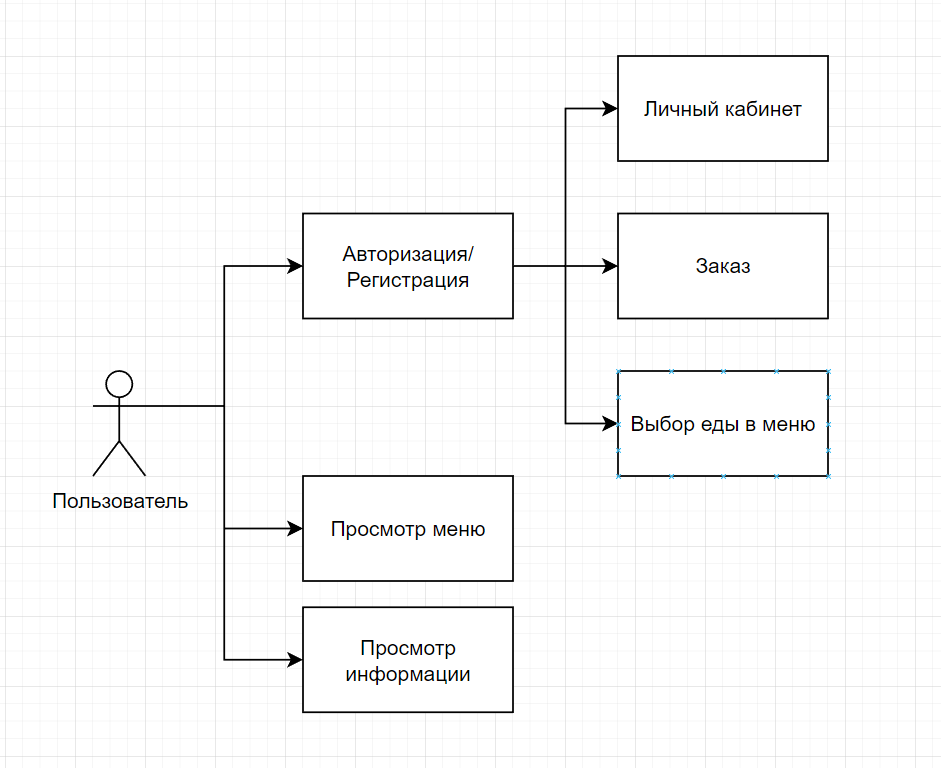 Личный кабинет
Авторизация/
Регистрация
Заказ
Выбор еды в меню
Пользователь
Просмотр меню
Просмотр
информации